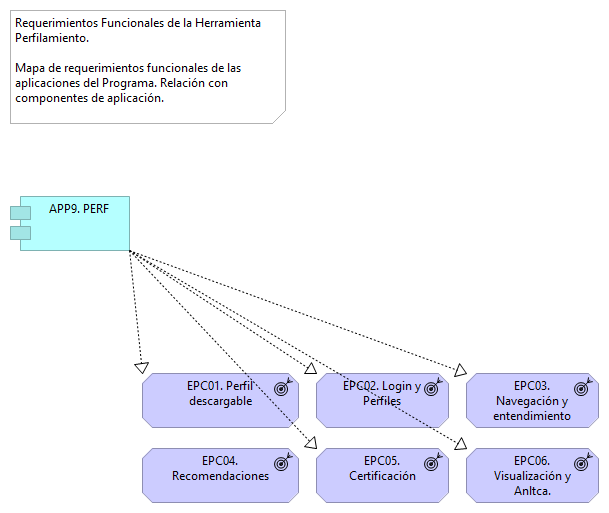 Requerimientos Funcionales de la Herramienta
Perfilamiento.
Mapa de requerimientos funcionales de las
aplicaciones del Programa. Relación con
componentes de aplicación.
APP9. PERF
EPC01. Perfil
descargable
EPC02. Login y
Perfiles
EPC03.
Navegación y
entendimiento
EPC04.
Recomendaciones
EPC05.
Certificación
EPC06.
Visualización y
Anltca.